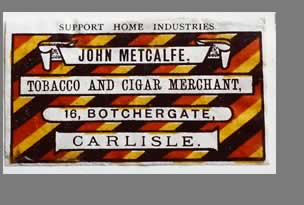 SUPPORT HOME INDUSTRIES
JOHN METCALFE,
TOBACCO AND CIGAR MERCHANT,
16, BOTCHERGATE,
CARLISLE.